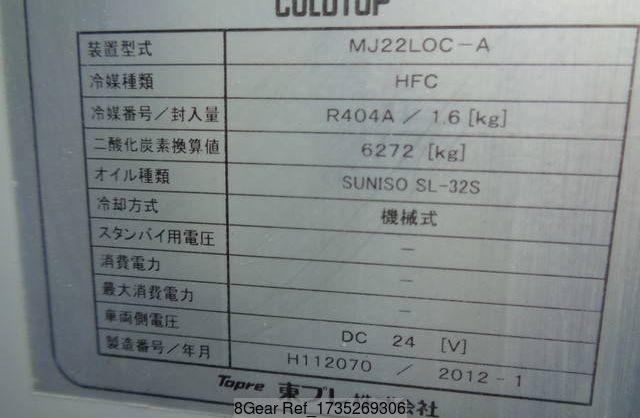 COLDTOP
装置型式 MJ22LOC-A
冷媒種類 HFC
冷媒番号/封入量 R404A / 1.6 [kg]
二酸化炭素換算値 6272 [kg]
オイル種類 SUNISO SL-32S
冷却方式 機械式
スタンバイ用電圧 -
消費電力 -
最大消費電力 -
車両側電圧 DC 24 [V]
製造番号/年月 H112070 / 2012-1
Topre 東プレ株式会社
8Gear Ref_1735269306